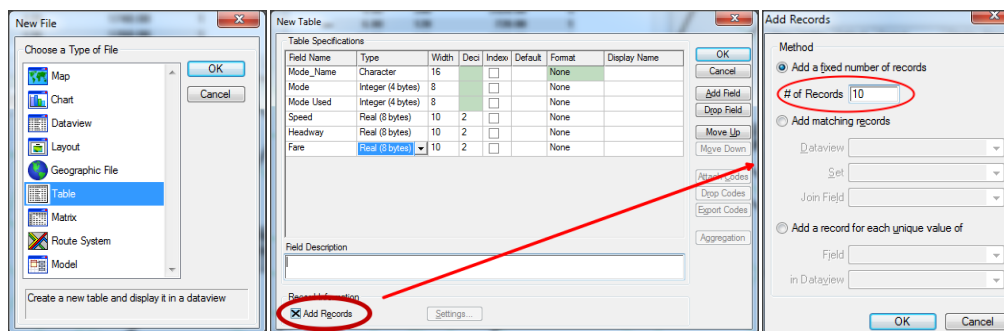 New File
Choose a Type of File
Map
Chart
Dataview
Layout
Geographic File
Table
Matrix
Route System
Model
OK
Cancel
Create a new table and display it in a dataview
New Table
Table Specifications
Field Name Type Width Deci Index Default Format Display Name
Mode_Name Character 16 None
Mode Integer (4 bytes) 8 None
Mode Used Integer (4 bytes) 8 None
Speed Real (8 bytes) 10 2 None
Headway Real (8 bytes) 10 2 None
Fare Real (8 bytes) 10 2 None
OK
Cancel
Add Field
Drop Field
Move Up
Move Down
Attach Codes
Drop Codes
Export Codes
Aggregation
Field Description
Record Information
Add Records Settings...
Add Records
Method
Add a fixed number of records
# of Records 10
Add matching records
Dataview
Set
Join Field
Add a record for each unique value of
Field
in Dataview
OK Cancel